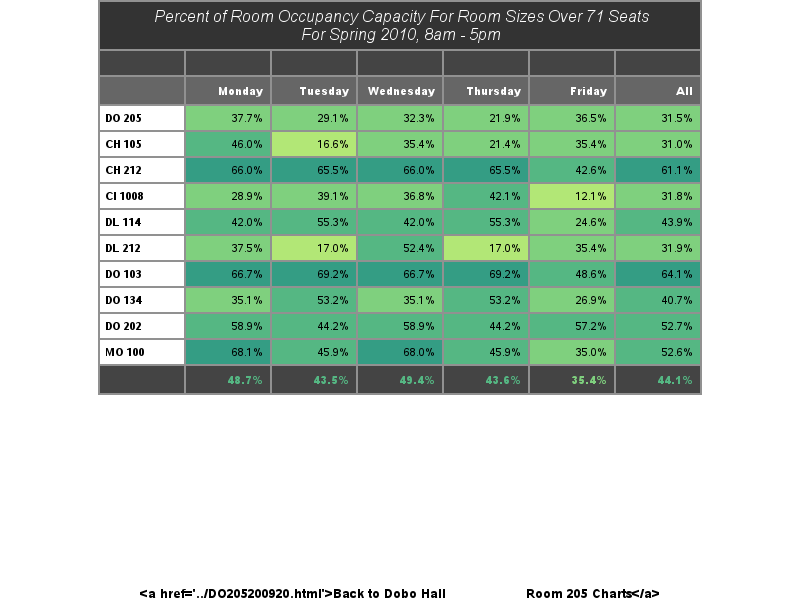 Percent of Room Occupancy Capacity For Room Sizes Over 71 Seats
For Spring 2010, 8am - 5pm
Monday Tuesday Wednesday Thursday Friday All
DO 205 37.7% 29.1% 32.3% 21.9% 36.5% 31.5%
CH 105 46.0% 16.6% 35.4% 21.4% 35.4% 31.0%
CH 212 66.0% 65.5% 66.0% 65.5% 42.6% 61.1%
CI 1008 28.9% 39.1% 36.8% 42.1% 12.1% 31.8%
DL 114 42.0% 55.3% 42.0% 55.3% 24.6% 43.9%
DL 212 37.5% 17.0% 52.4% 17.0% 35.4% 31.9%
DO 103 66.7% 69.2% 66.7% 69.2% 48.6% 64.1%
DO 134 35.1% 53.2% 35.1% 53.2% 26.9% 40.7%
DO 202 58.9% 44.2% 58.9% 44.2% 57.2% 52.7%
MO 100 68.1% 45.9% 68.0% 45.9% 35.0% 52.6%
48.7% 43.5% 49.4% 43.6% 35.4% 44.1%
<a href='../DO205200920.html'>Back to Dobo Hall Room 205 Charts</a>